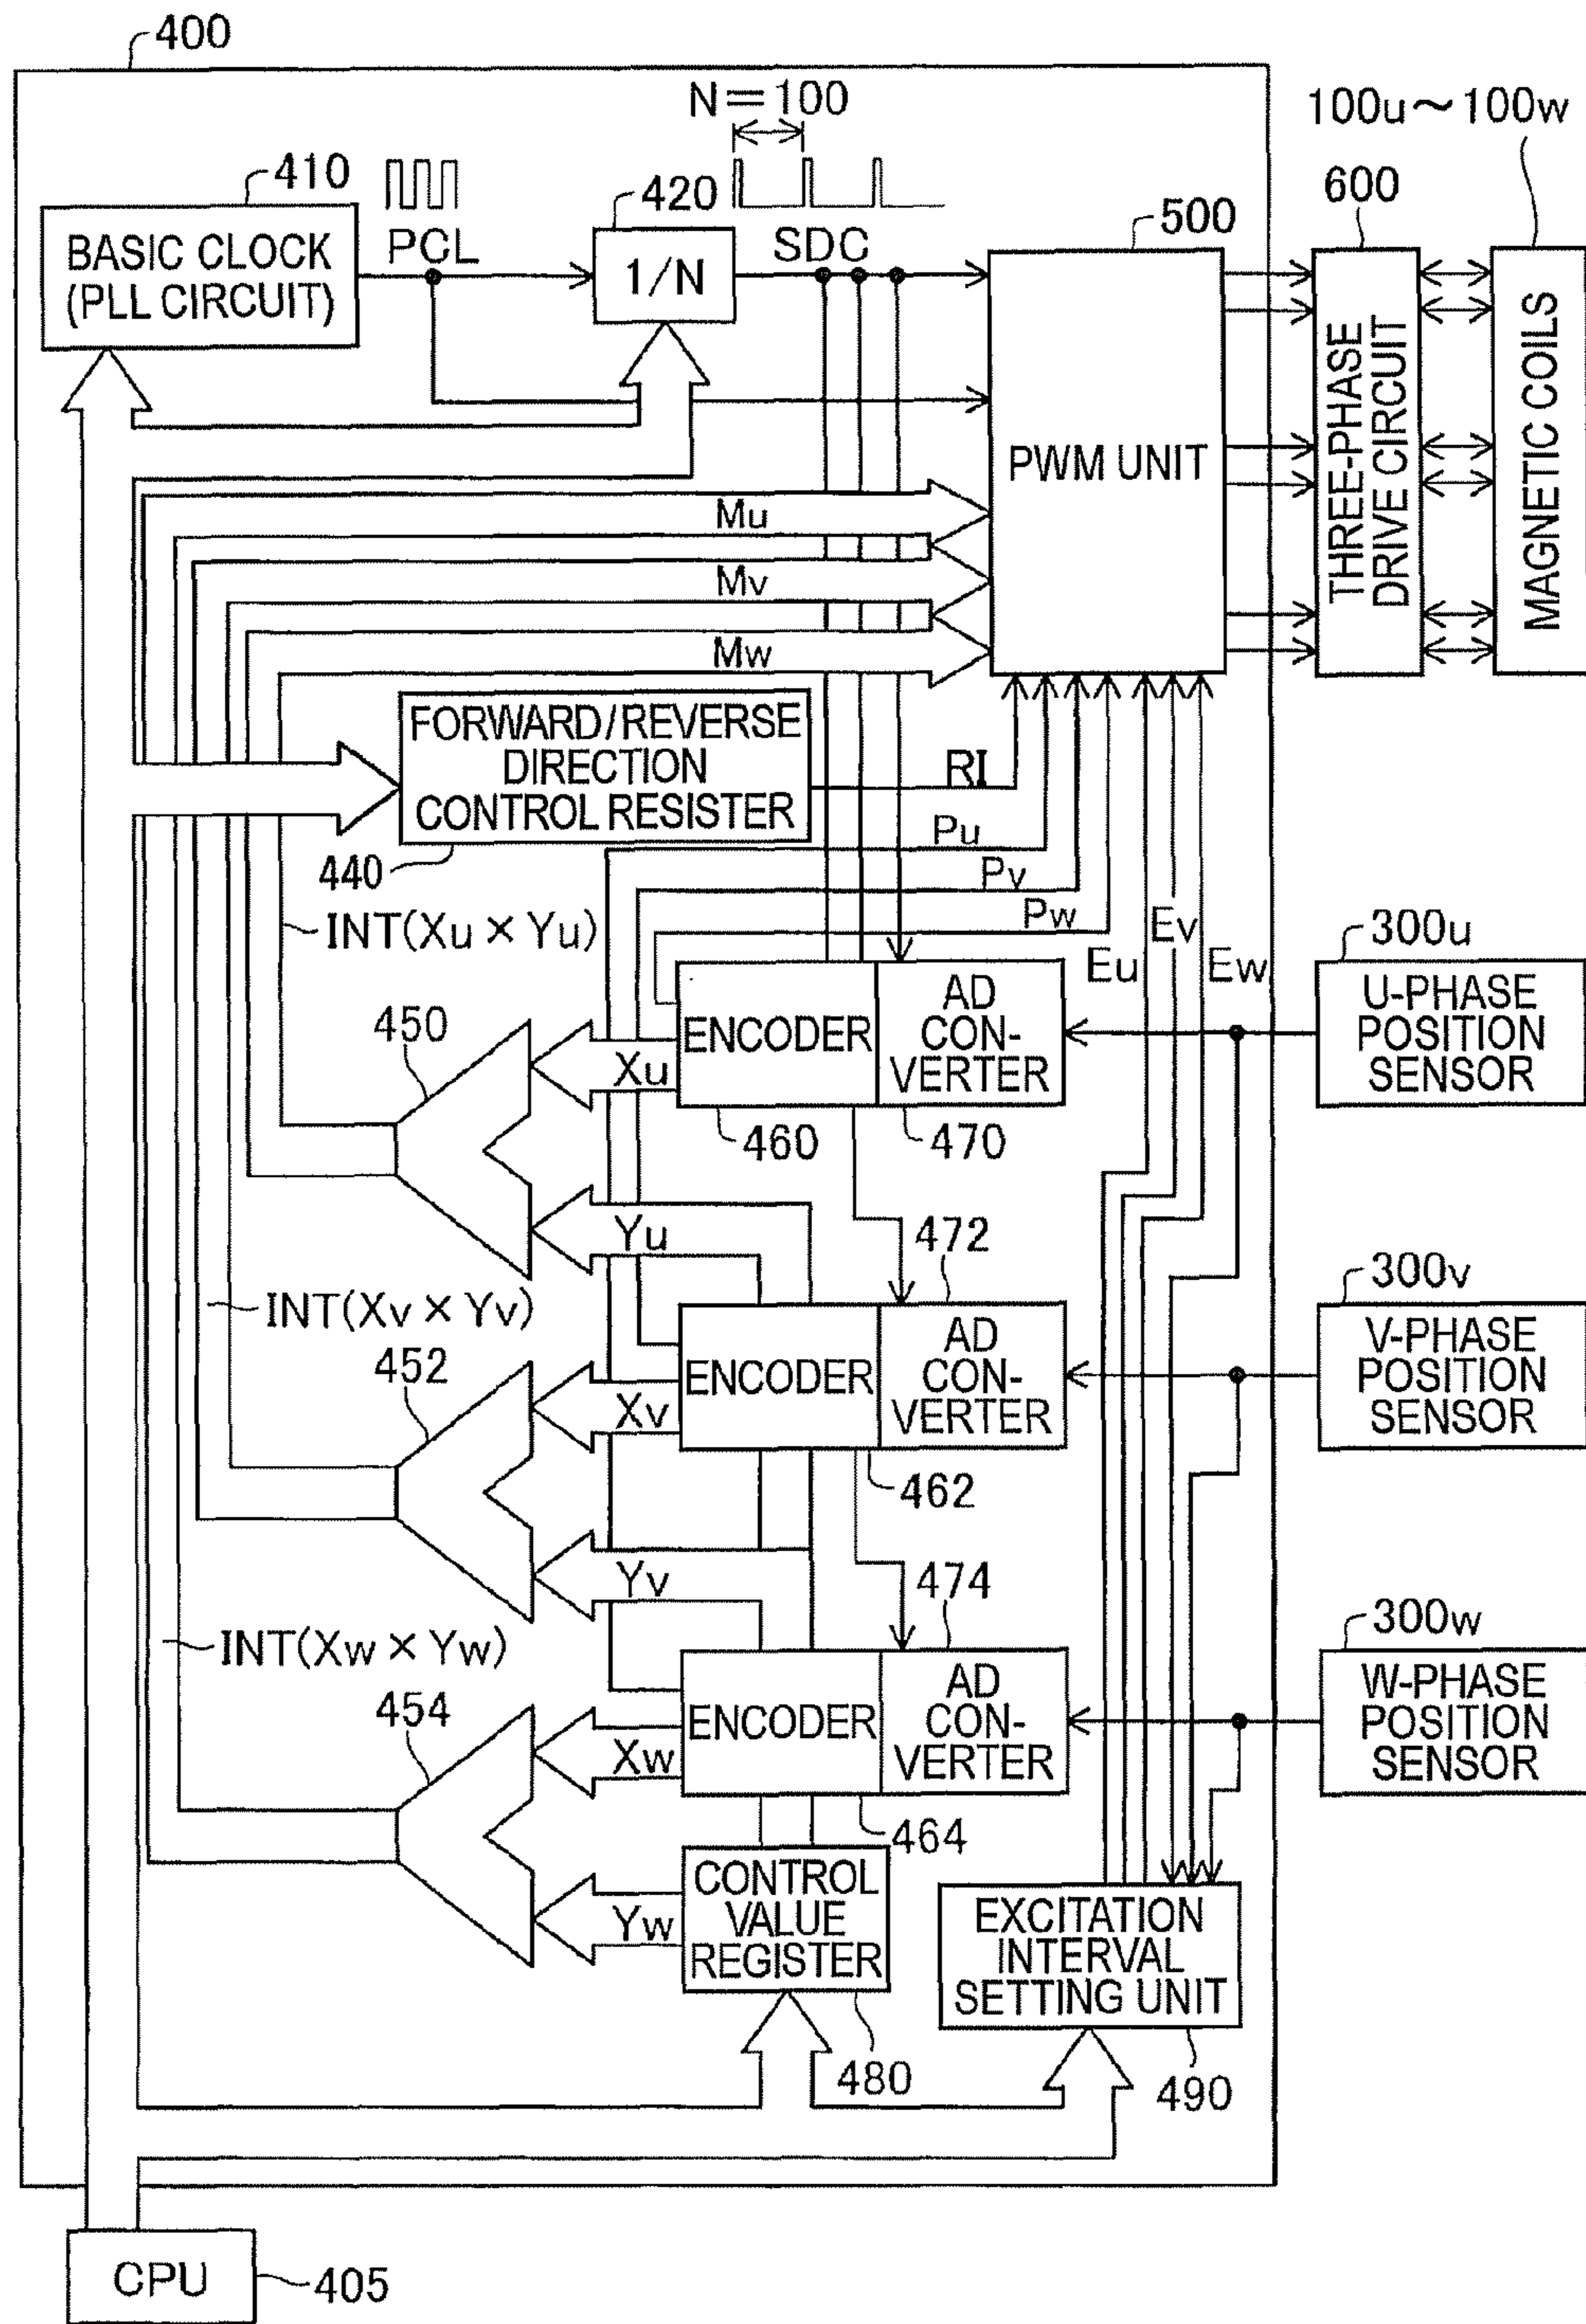 400
N=100
100u～100w
410
420
600
500
PCL
SDC
BASIC CLOCK
(PLL CIRCUIT)
1/N
PWM UNIT
THREE-PHASE
DRIVE CIRCUIT
MAGNETIC COILS
Mu
Mv
Mw
FORWARD/REVERSE
DIRECTION
CONTROL RESISTER
440
RI
Pu
Pv
Pw
Eu
Ev
Ew
INT(Xu × Yu)
300u
U-PHASE
POSITION
SENSOR
450
Xu
ENCODER
AD
CON-
VERTER
460
470
Yu
472
300v
INT(Xv × Yv)
V-PHASE
POSITION
SENSOR
452
Xv
ENCODER
AD
CON-
VERTER
462
Yv
474
300w
INT(Xw × Yw)
W-PHASE
POSITION
SENSOR
454
Xw
ENCODER
AD
CON-
VERTER
464
Yw
CONTROL
VALUE
REGISTER
480
EXCITATION
INTERVAL
SETTING UNIT
490
CPU
405